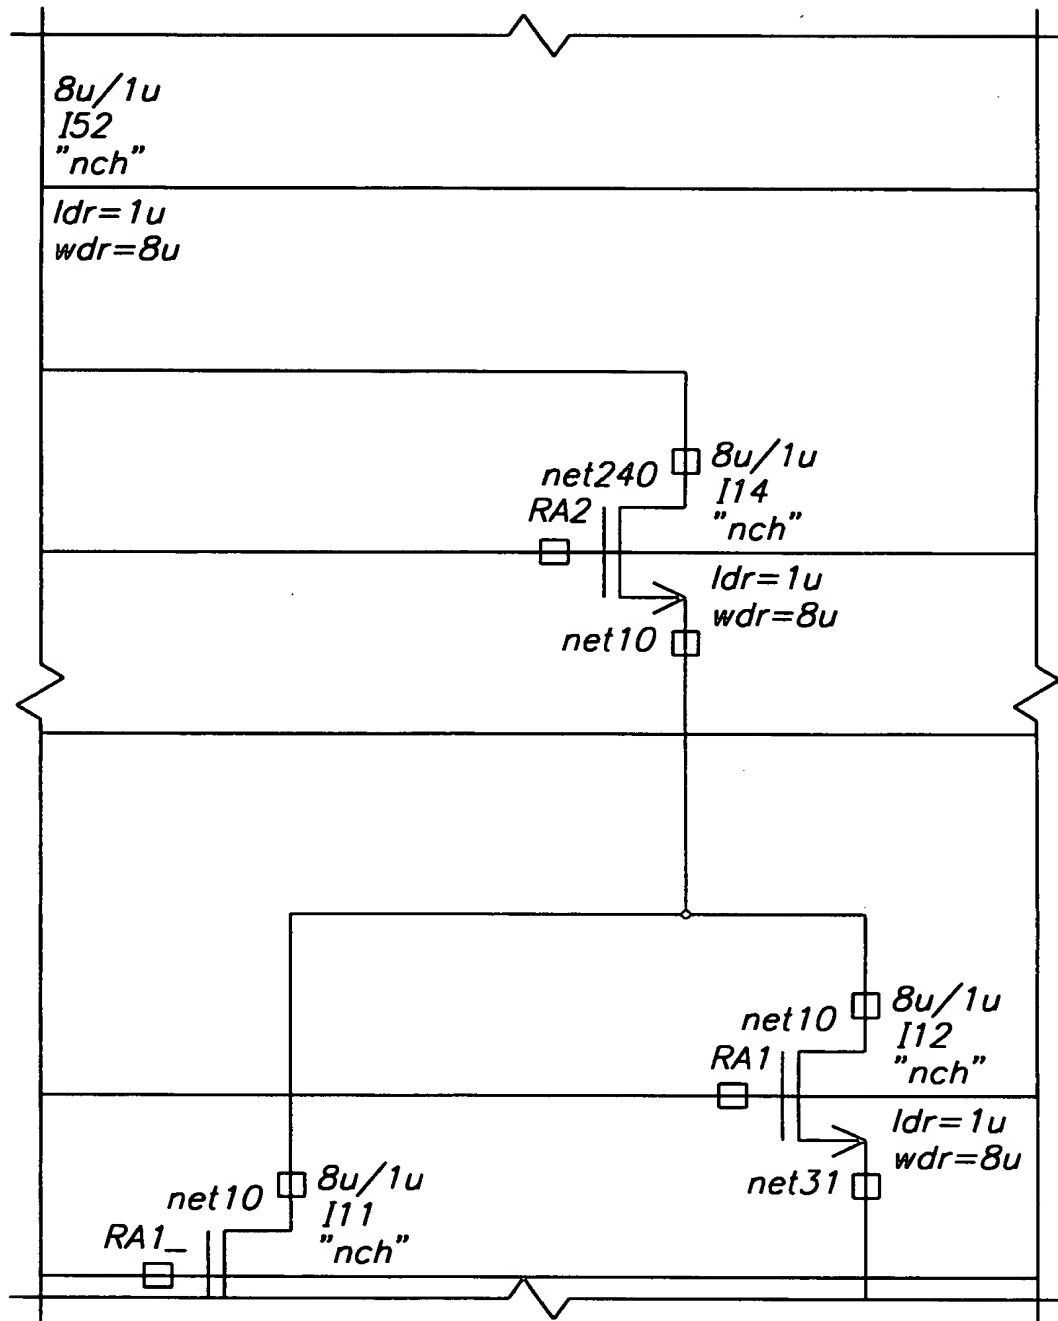 8u/1u
I52
"nch"
ldr=1u
wdr=8u
net240
8u/1u
RA2
I14
"nch"
ldr=1u
wdr=8u
net10
net10
8u/1u
RA1
I12
"nch"
ldr=1u
wdr=8u
net31
net10
8u/1u
I11
RA1_
"nch"